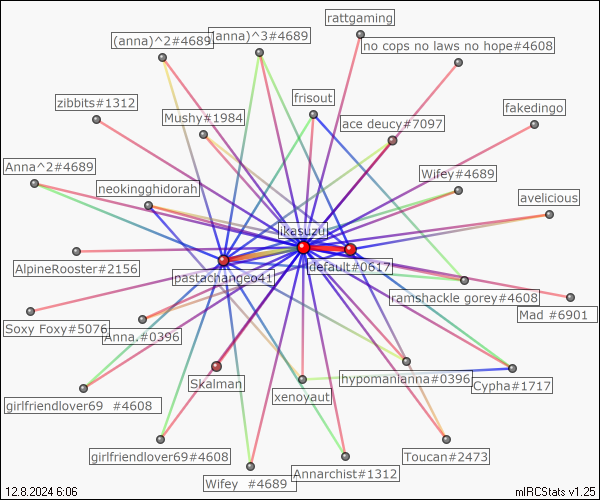 rattgaming
(anna)^2#4689
(anna)^3#4689
no cops no laws no hope#4608
zibbits#1312
frisout
fakedingo
Mushy#1984
ace deucy#7097
Anna^2#4689
Wifey#4689
neokingghidorah
avelicious
ikasuzu
AlpineRooster#2156
pastachangeo41
default#0617
ramshackle gorey#4608
Mad #6901
Soxy Foxy#5076
Anna.#0396
Skalman
hypomanianna#0396
Cypha#1717
girlfriendlover69 #4608
xenoyaut
girlfriendlover69#4608
Toucan#2473
Annarchist#1312
Wifey #4689
12.8.2024 6:06
mIRCStats v1.25